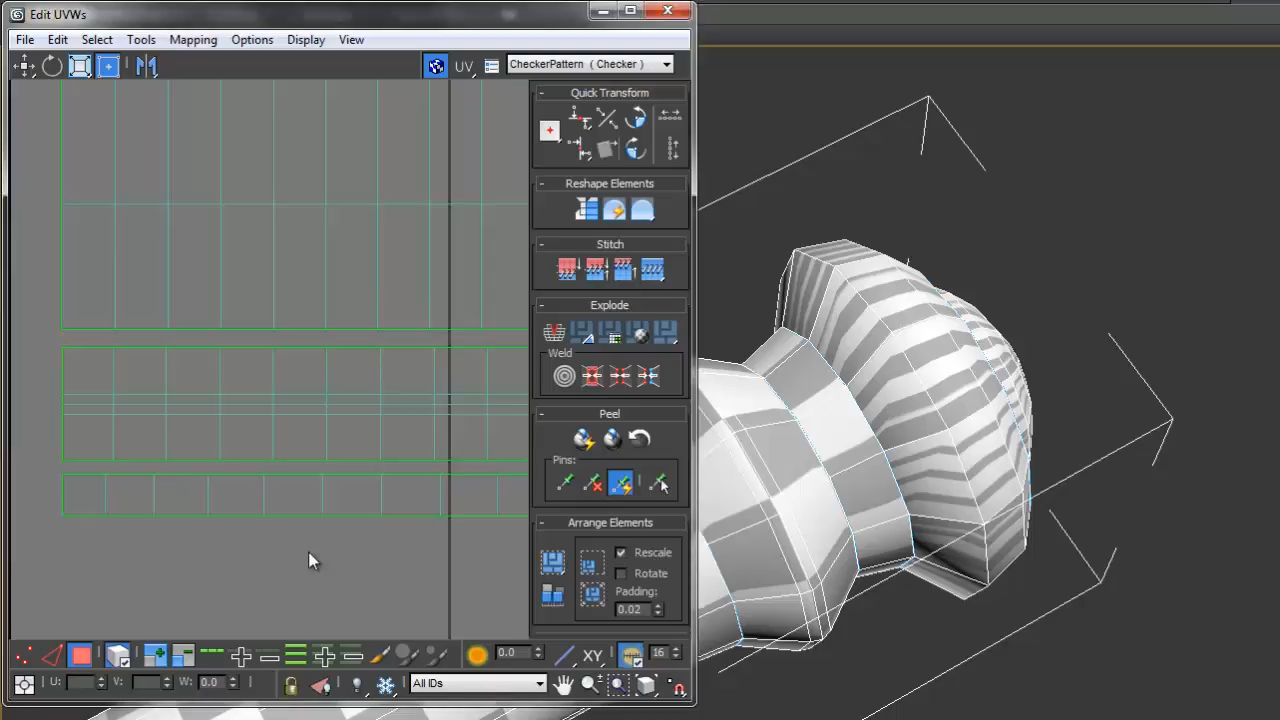 Edit UVWs
File Edit Select Tools Mapping Options Display View
UV CheckerPattern ( Checker )
- Quick Transform
- Reshape Elements
- Stitch
- Explode
Weld
- Peel
Pins:
- Arrange Elements
Rescale
Rotate
Padding:
0.02
0.0 XY 16
U: V: W: 0.0 All IDs